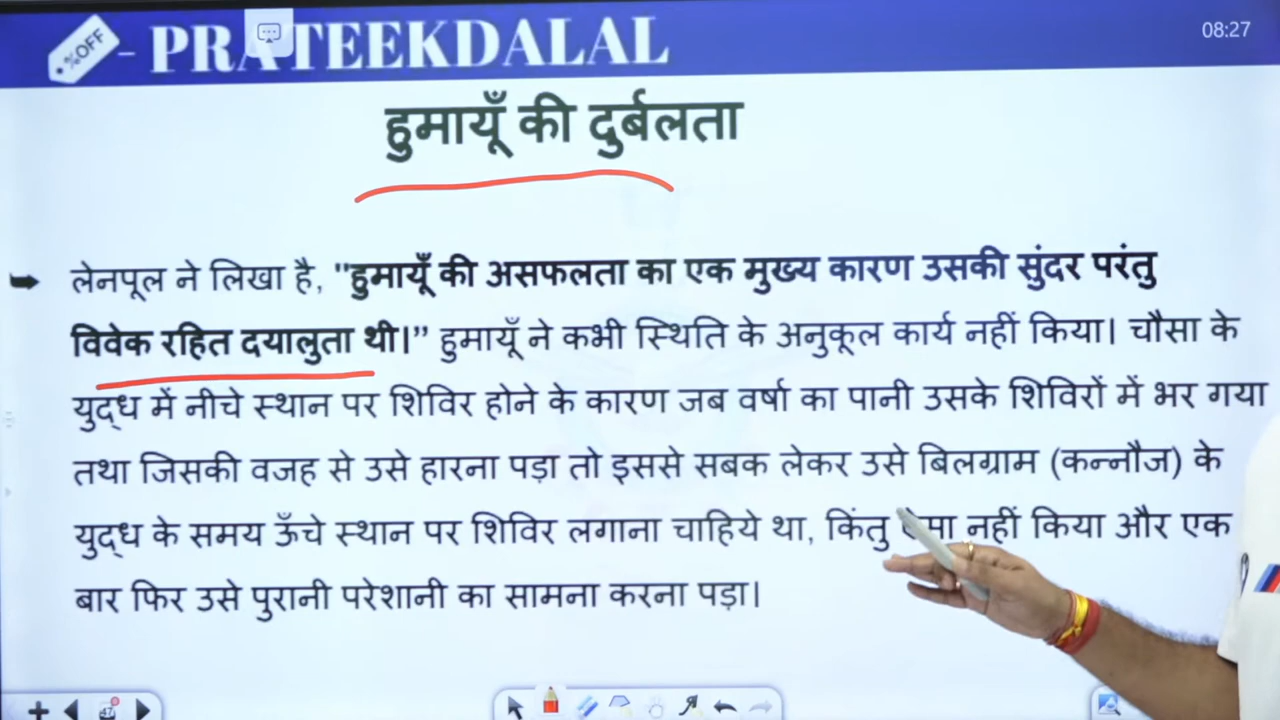 %OFF - PRATEEKDALAL
08:27
हुमायूँ की दुर्बलता
लेनपूल ने लिखा है, "हुमायूँ की असफलता का एक मुख्य कारण उसकी सुंदर परंतु
विवेक रहित दयालुता थी।” हुमायूँ ने कभी स्थिति के अनुकूल कार्य नहीं किया। चौसा के
युद्ध में नीचे स्थान पर शिविर होने के कारण जब वर्षा का पानी उसके शिविरों में भर गया
तथा जिसकी वजह से उसे हारना पड़ा तो इससे सबक लेकर उसे बिलग्राम (कन्नौज) के
युद्ध के समय ऊँचे स्थान पर शिविर लगाना चाहिये था, किंतु नहीं किया और एक
बार फिर उसे पुरानी परेशानी का सामना करना पड़ा।
47